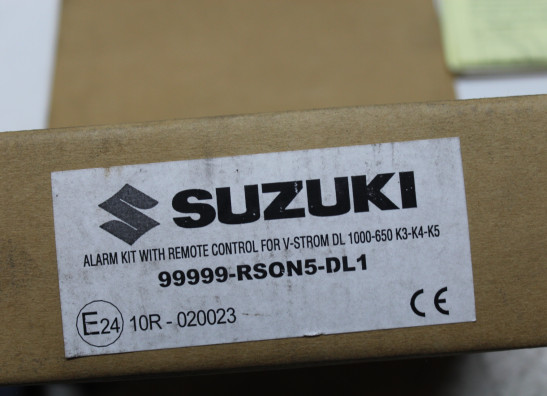 SUZUKI
ALARM KIT WITH REMOTE CONTROL FOR V-STROM DL 1000-650 K3-K4-K5
99999-RSON5-DL1
E24 10R - 020023 CE